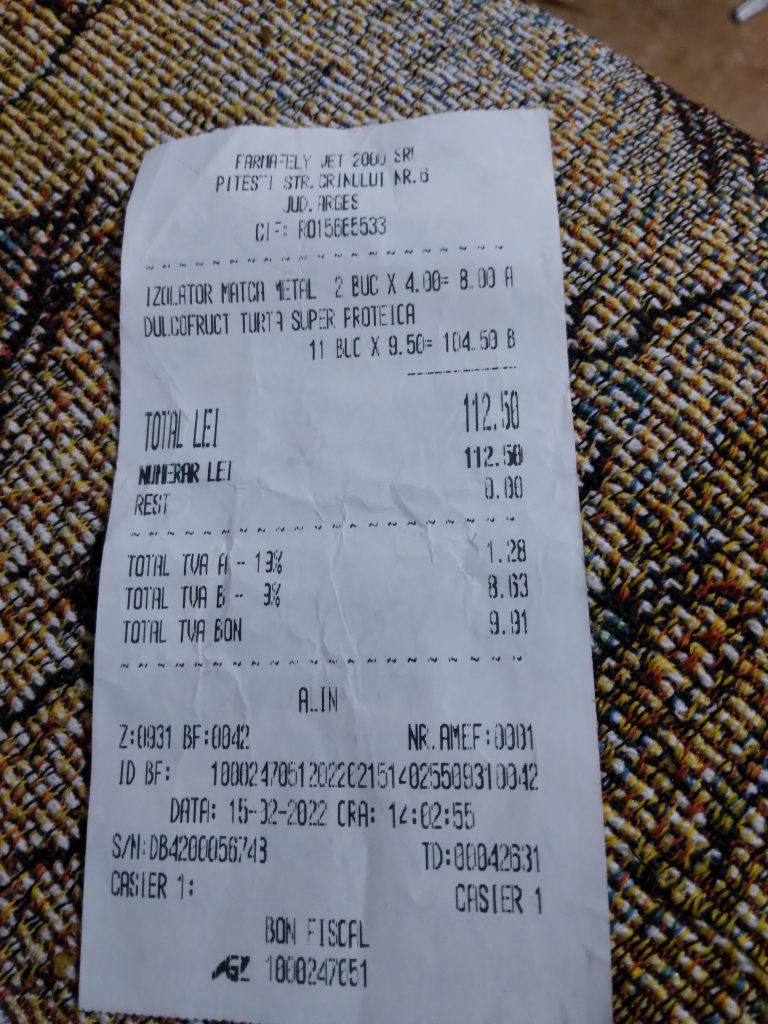 FARMAFELY VET 2000 SRL
PITESTI STR.CRINULUI NR.6
JUD. ARGES
CIF: RO15665533
IZOLATOR MATCA METAL 2 BUC X 4.00= 8.00 A
DULCOFRUCT TURTA SUPER PROTEICA
11 BUC X 9.50= 104.50 B
TOTAL LEI 112.50
NUMERAR LEI 112.50
REST 0.00
TOTAL TVA A - 19% 1.28
TOTAL TVA B - 9% 8.63
TOTAL TVA BON 9.91
ALIN
Z:0931 BF:0042 NR.AMEF:0001
ID BF: 10002470512022021514025509310042
DATA: 15-02-2022 ORA: 14:02:55
S/N:DB4200056743 TD:00042631
CASIER 1: CASIER 1
BON FISCAL
1000247051